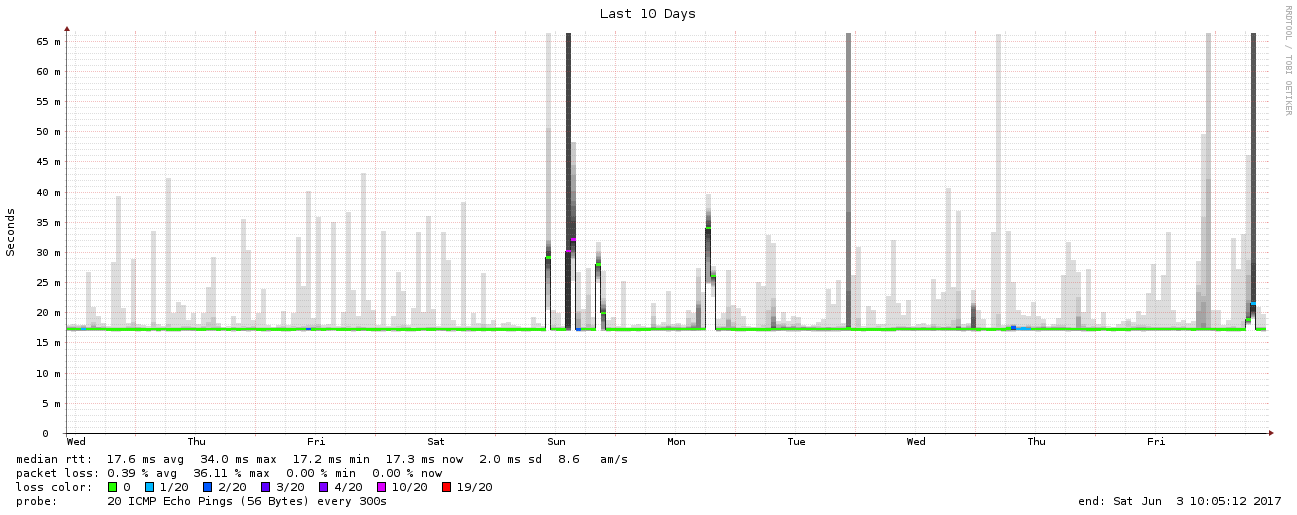 Last 10 Days
RRDTOOL / TOBI OETIKER
Seconds
65 m
60 m
55 m
50 m
45 m
40 m
35 m
30 m
25 m
20 m
15 m
10 m
5 m
0
Wed Thu Fri Sat Sun Mon Tue Wed Thu Fri
median rtt: 17.6 ms avg 34.0 ms max 17.2 ms min 17.3 ms now 2.0 ms sd 8.6 am/s
packet loss: 0.39 % avg 36.11 % max 0.00 % min 0.00 % now
loss color: 0 1/20 2/20 3/20 4/20 10/20 19/20
probe: 20 ICMP Echo Pings (56 Bytes) every 300s end: Sat Jun 3 10:05:12 2017